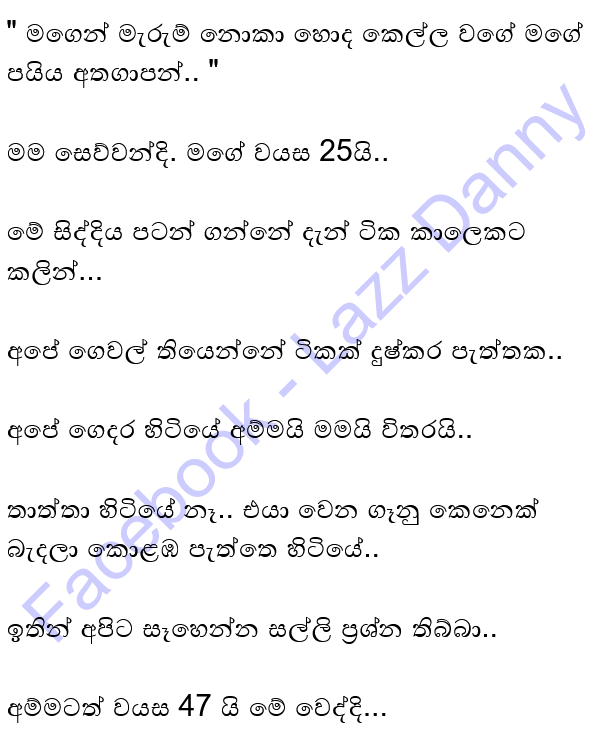 " මගෙන් මැරුම් නොකා හොද කෙල්ල වගේ මගේ
පයිය අතගාපන්.. "
මම සෙව්වන්දි. මගේ වයස 25යි..
මේ සිද්දිය පටන් ගන්නේ දැන් ටික කාලෙකට
කලින්...
අපේ ගෙවල් තියෙන්නේ ටිකක් දුෂ්කර පැත්තක..
අපේ ගෙදර හිටියේ අම්මයි මමයි විතරයි..
තාත්තා හිටියේ නෑ.. එයා වෙන ගෑනු කෙනෙක්
බැදලා කොළඹ පැත්තෙ හිටියේ..
ඉතින් අපිට සෑහෙන්න සල්ලි ප්‍රශ්න තිබ්බා..
අම්මටත් වයස 47 යි මේ වෙද්දි...
Facebook - Lazz Danny